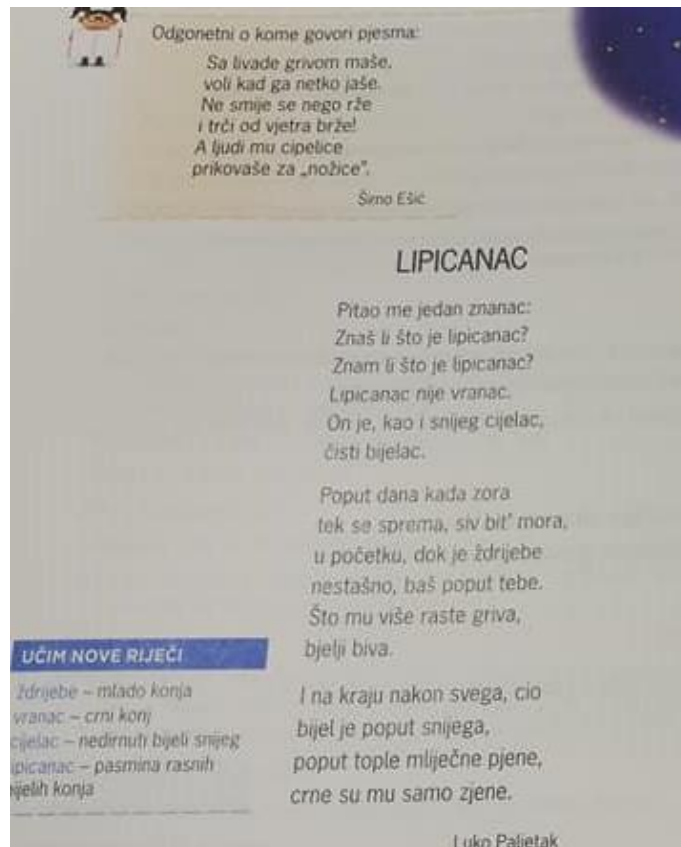 Odgonetni o kome govori pjesma:
Sa livade grivom maše,
voli kad ga netko jaše.
Ne smije se nego rže
i trči od vjetra brže!
A ljudi mu cipelice
prikovaše za „nožice”.
Šimo Ešić
LIPICANAC
Pitao me jedan znanac:
Znaš li što je lipicanac?
Znam li što je lipicanac?
Lipicanac nije vranac.
On je, kao i snijeg cijelac,
čisti bijelac.
Poput dana kada zora
tek se sprema, siv bit' mora,
u početku, dok je ždrijebe
nestašno, baš poput tebe.
Što mu više raste griva,
bjelji biva.
I na kraju nakon svega, cio
bijel je poput snijega,
poput tople mliječne pjene,
crne su mu samo zjene.
Luko Paljetak
UČIM NOVE RIJEČI
ždrijebe – mlado konja
vranac – crni konj
cijelac – nedirnuti bijeli snijeg
lipicanac – pasmina rasnih
bijelih konja